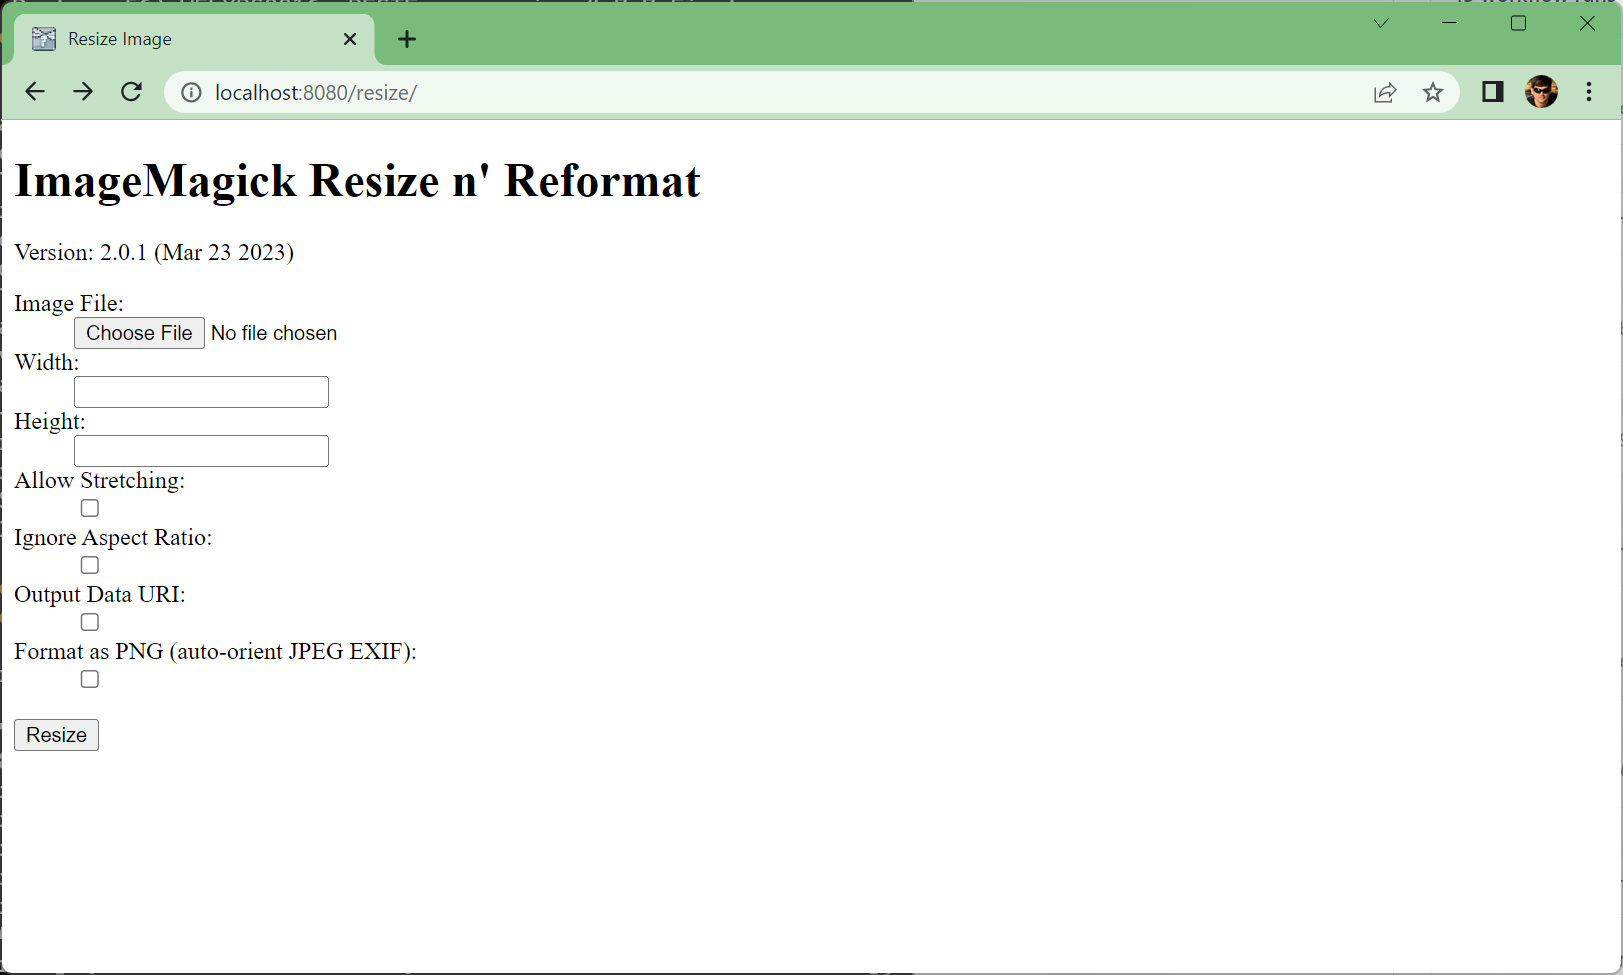 Resize Image
localhost:8080/resize/
ImageMagick Resize n' Reformat
Version: 2.0.1 (Mar 23 2023)
Image File:
Choose File No file chosen
Width:
Height:
Allow Stretching:
Ignore Aspect Ratio:
Output Data URI:
Format as PNG (auto-orient JPEG EXIF):
Resize